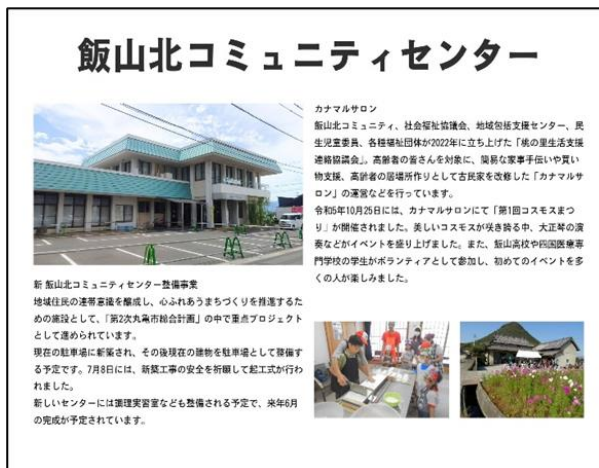 飯山北コミュニティセンター
新 飯山北コミュニティセンター整備事業
地域住民の連帯意識を醸成し、心ふれあうまちづくりを推進するた
めの施設として、「第2次丸亀市総合計画」の中で重点プロジェクト
として進められています。
現在の駐車場に新築され、その後現在の建物を駐車場として整備す
る予定です。7月8日には、新築工事の安全を祈願して起工式が行わ
れました。
新しいセンターには調理実習室なども整備される予定で、来年6月
の完成が予定されています。
カナマルサロン
飯山北コミュニティ、社会福祉協議会、地域包括支援センター、民
生児童委員、各種福祉団体が2022年に立ち上げた「桃の里生活支援
連絡協議会」。高齢者の皆さんを対象に、簡易な家事手伝いや買い
物支援、高齢者の居場所作りとして古民家を改修した「カナマルサ
ロン」の運営などを行っています。
令和5年10月25日には、カナマルサロンにて「第1回コスモスまつ
り」が開催されました。美しいコスモスが咲き誇る中、大正琴の演
奏などがイベントを盛り上げました。また、飯山高校や四国医療専
門学校の学生がボランティアとして参加し、初めてのイベントを多
くの人が楽しみました。